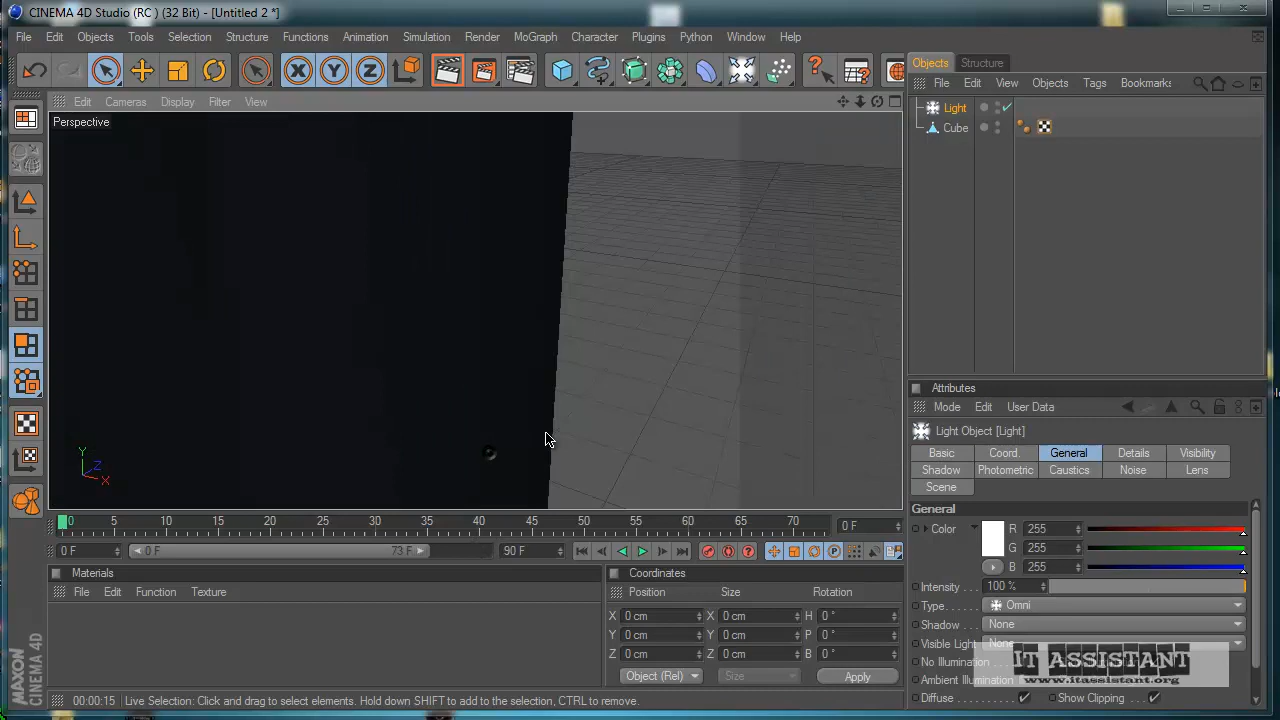 CINEMA 4D Studio (RC ) (32 Bit) - [Untitled 2 *]
File Edit Objects Tools Selection Structure Functions Animation Simulation Render MoGraph Character Plugins Python Window Help
Edit Cameras Display Filter View
Perspective
Y
Z
X
0 5 10 15 20 25 30 35 40 45 50 55 60 65 70 0 F
0 F 0 F 73 F 90 F
Materials
File Edit Function Texture
Coordinates
Position Size Rotation
X 0 cm X 0 cm H 0 °
Y 0 cm Y 0 cm P 0 °
Z 0 cm Z 0 cm B 0 °
Object (Rel) Size Apply
00:00:15 Live Selection: Click and drag to select elements. Hold down SHIFT to add to the selection, CTRL to remove.
MAXON
CINEMA 4D
Objects Structure
File Edit View Objects Tags Bookmarks
Light
Cube
Attributes
Mode Edit User Data
Light Object [Light]
Basic Coord. General Details Visibility
Shadow Photometric Caustics Noise Lens
Scene
General
Color R 255
G 255
B 255
Intensity 100 %
Type Omni
Shadow None
Visible Light None
No Illumination
Ambient Illumination
Diffuse Show Clipping
IT ASSISTANT
www.itassistant.org